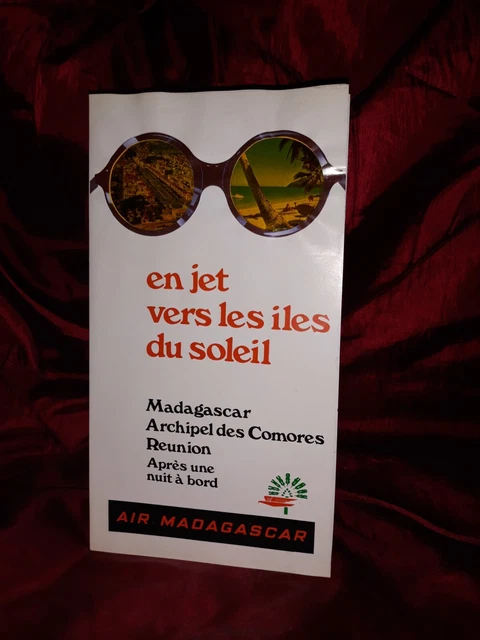 en jet
vers les iles
du soleil
Madagascar
Archipel des Comores
Reunion
Après une
nuit à bord
AIR MADAGASCAR